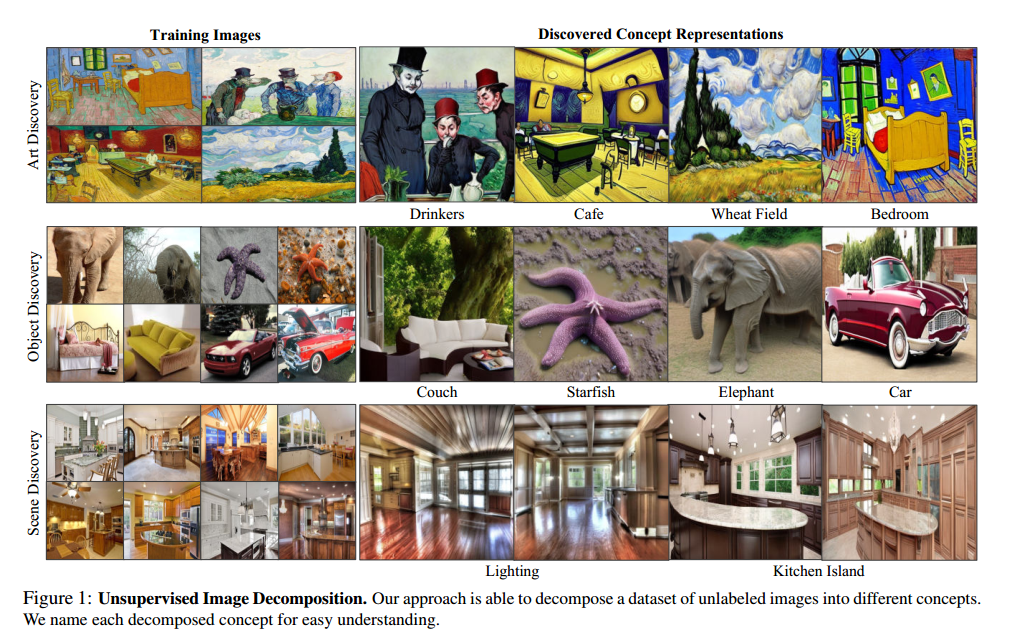 Training Images
Discovered Concept Representations
Art Discovery
Drinkers
Cafe
Wheat Field
Bedroom
Object Discovery
Couch
Starfish
Elephant
Car
Scene Discovery
Lighting
Kitchen Island
Figure 1: Unsupervised Image Decomposition. Our approach is able to decompose a dataset of unlabeled images into different concepts.
We name each decomposed concept for easy understanding.